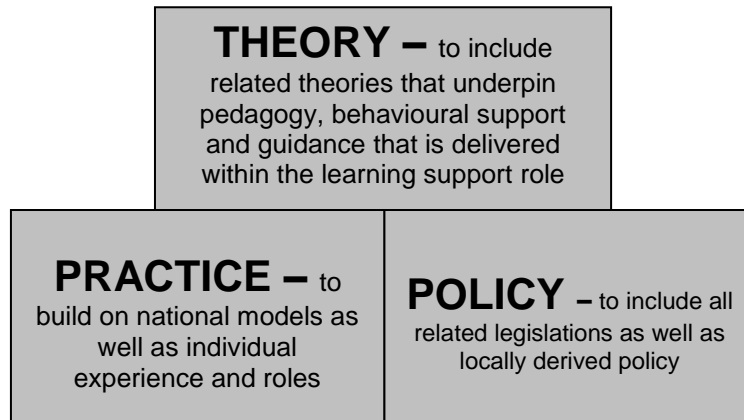 THEORY – to include
related theories that underpin
pedagogy, behavioural support
and guidance that is delivered
within the learning support role
PRACTICE – to
build on national models as
well as individual
experience and roles
POLICY – to include all
related legislations as well as
locally derived policy